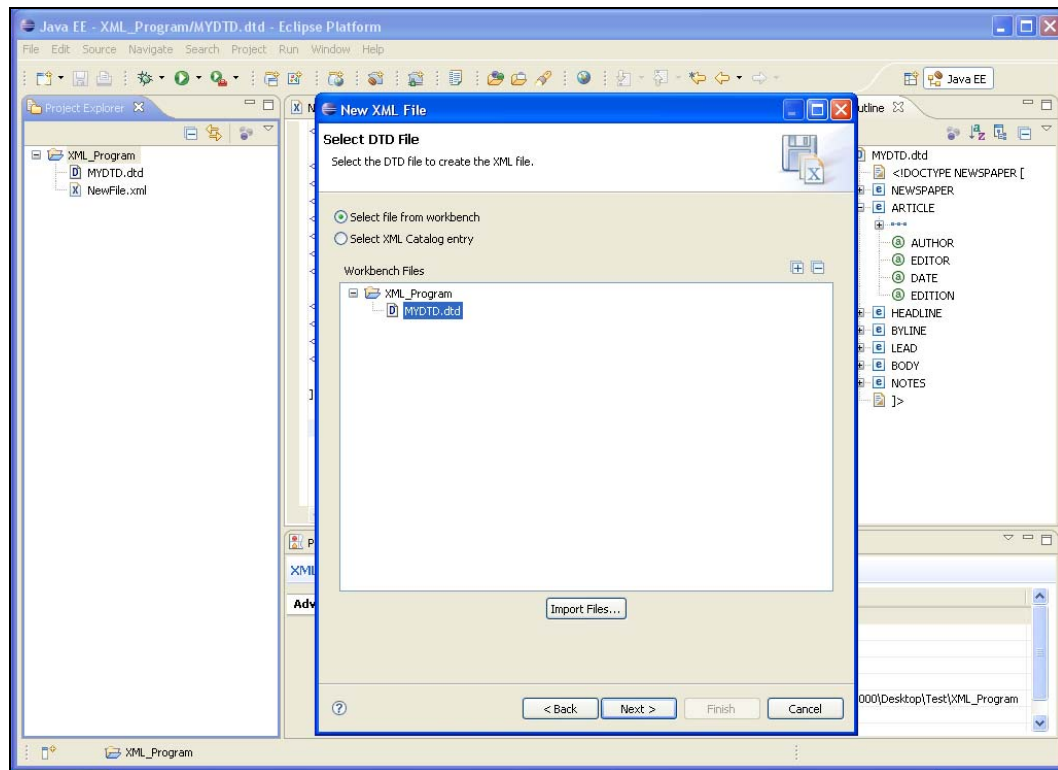 Java EE - XML_Program/MYDTD.dtd - Eclipse Platform
File Edit Source Navigate Search Project Run Window Help
Java EE
Project Explorer
XML_Program
MYDTD.dtd
NewFile.xml
N
New XML File
Select DTD File
Select the DTD file to create the XML file.
Select file from workbench
Select XML Catalog entry
Workbench Files
XML_Program
MYDTD.dtd
Import Files...
< Back
Next >
Finish
Cancel
utline
MYDTD.dtd
<!DOCTYPE NEWSPAPER [
NEWSPAPER
ARTICLE
AUTHOR
EDITOR
DATE
EDITION
HEADLINE
BYLINE
LEAD
BODY
NOTES
]>
]
P
XML
Adv
000\Desktop\Test\XML_Program
XML_Program